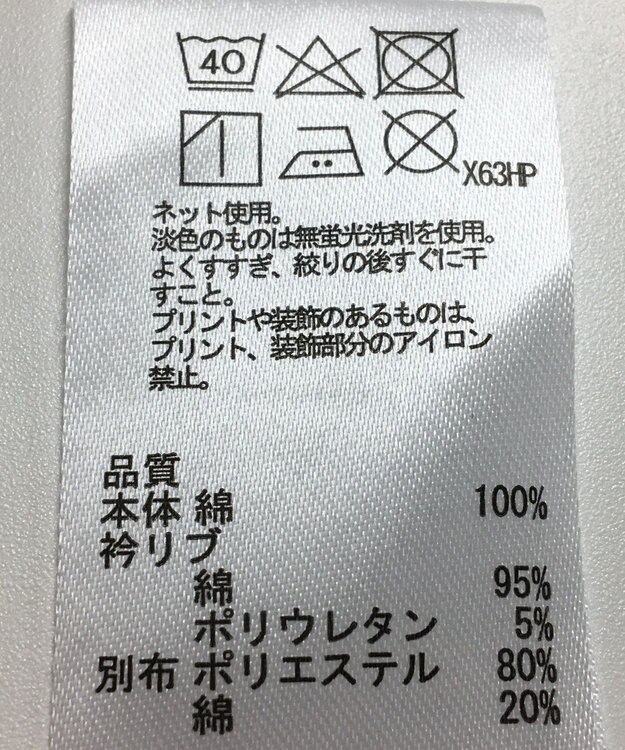 40
X63HP
ネット使用。
淡色のものは無蛍光洗剤を使用。
よくすすぎ、絞りの後すぐに干
すこと。
プリントや装飾のあるものは、
プリント、装飾部分のアイロン
禁止。
品質
本体 綿 100%
衿リブ
綿 95%
ポリウレタン 5%
別布 ポリエステル 80%
綿 20%